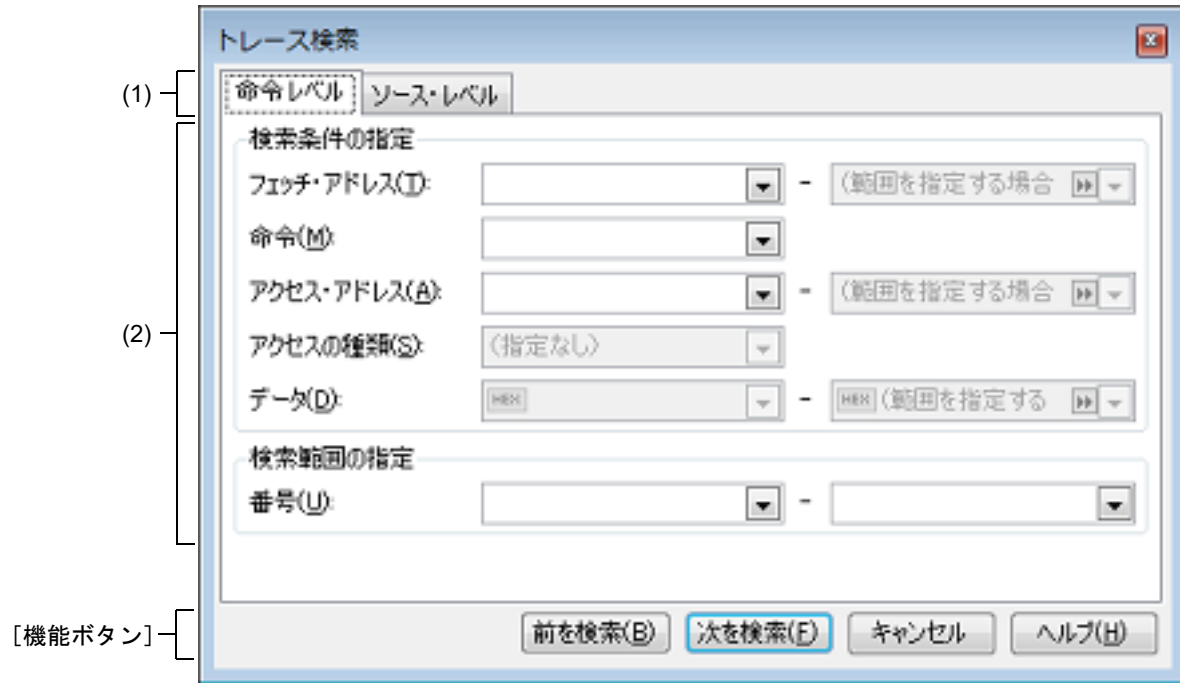 トレース検索
(1)
命令レベル ソース・レベル
(2)
検索条件の指定
フェッチ・アドレス(T): - (範囲を指定する場合
命令(M):
アクセス・アドレス(A): - (範囲を指定する場合
アクセスの種類(S): (指定なし)
データ(D): HEX - HEX (範囲を指定する
検索範囲の指定
番号(U): -
[機能ボタン]
前を検索(B) 次を検索(F) キャンセル ヘルプ(H)